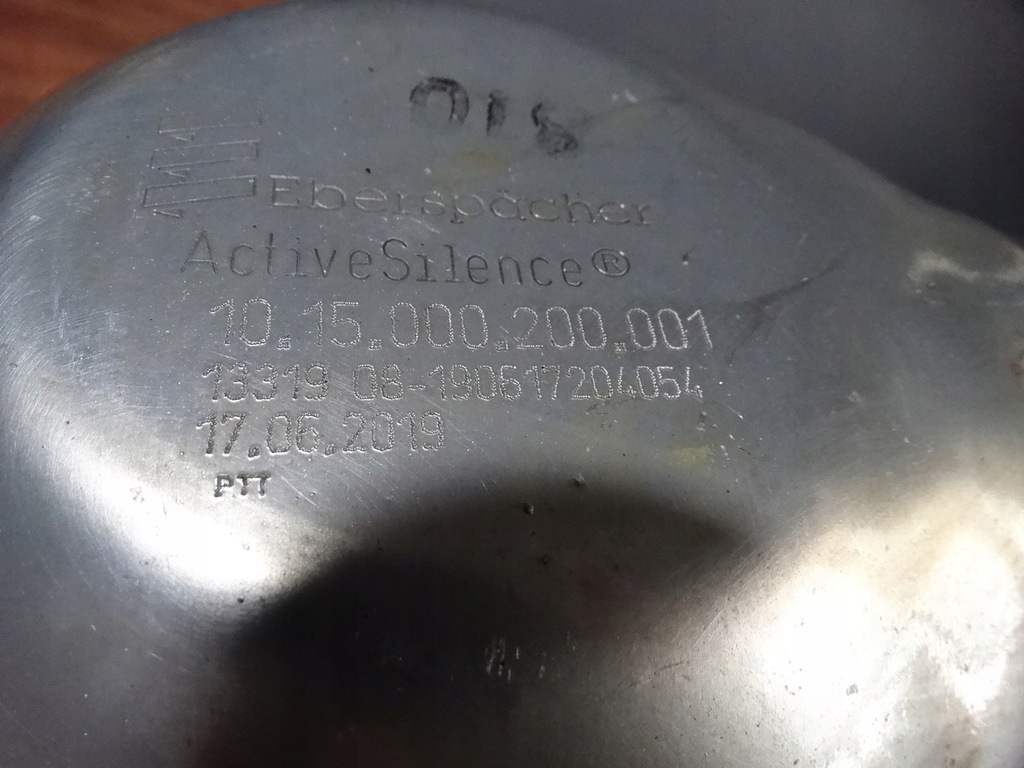 Eberspächer
ActiveSilence®
10.15.000.200.001
13319 08-190617204054
17.06.2019
PTT